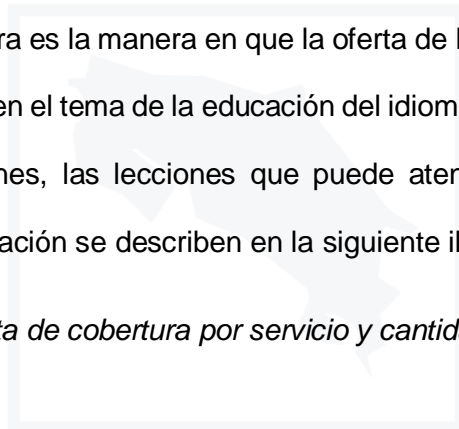 ra es la manera en que la oferta de
en el tema de la educación del idiom
nes, las lecciones que puede aten
ación se describen en la siguiente
ta de cobertura por servicio y cantid